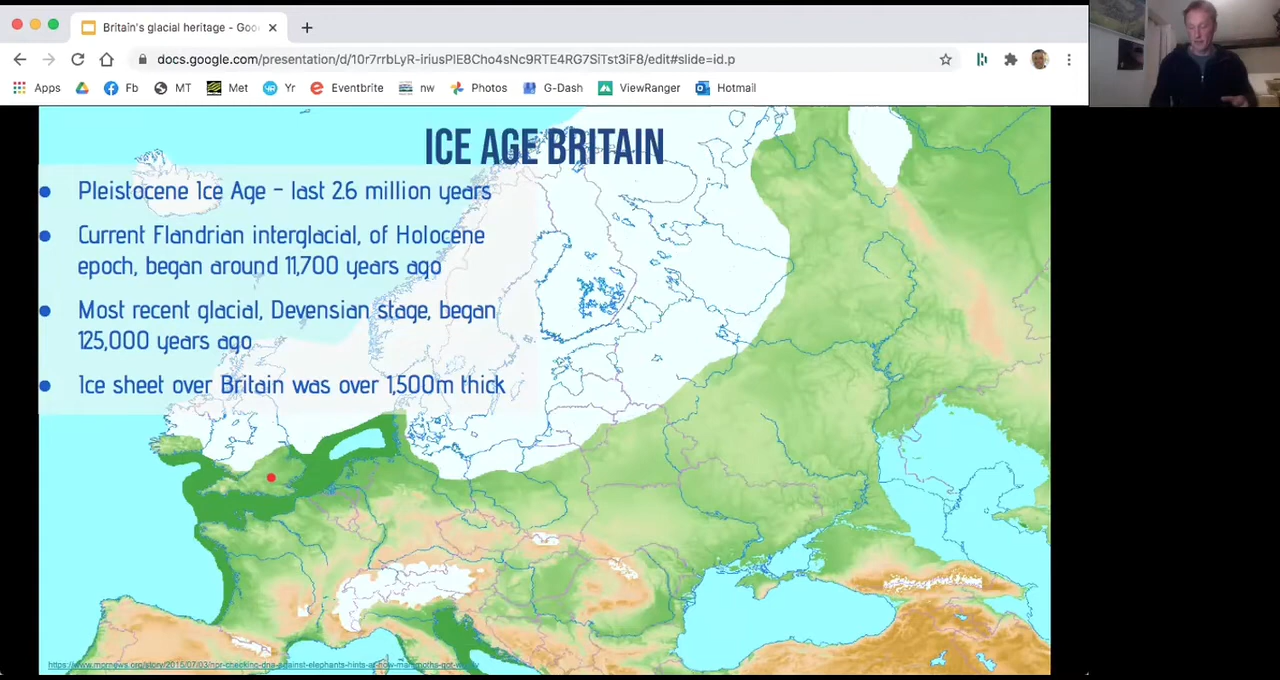 Britain's glacial heritage - Goo
docs.google.com/presentation/d/10r7rrbLyR-iriusPlE8Cho4sNc9RTE4RG7SiTst3iF8/edit#slide=id.p
Apps Fb MT Met Yr Eventbrite nw Photos G-Dash ViewRanger Hotmail
ICE AGE BRITAIN
Pleistocene Ice Age - last 2.6 million years
Current Flandrian interglacial, of Holocene
epoch, began around 11,700 years ago
Most recent glacial, Devensian stage, began
125,000 years ago
Ice sheet over Britain was over 1,500m thick